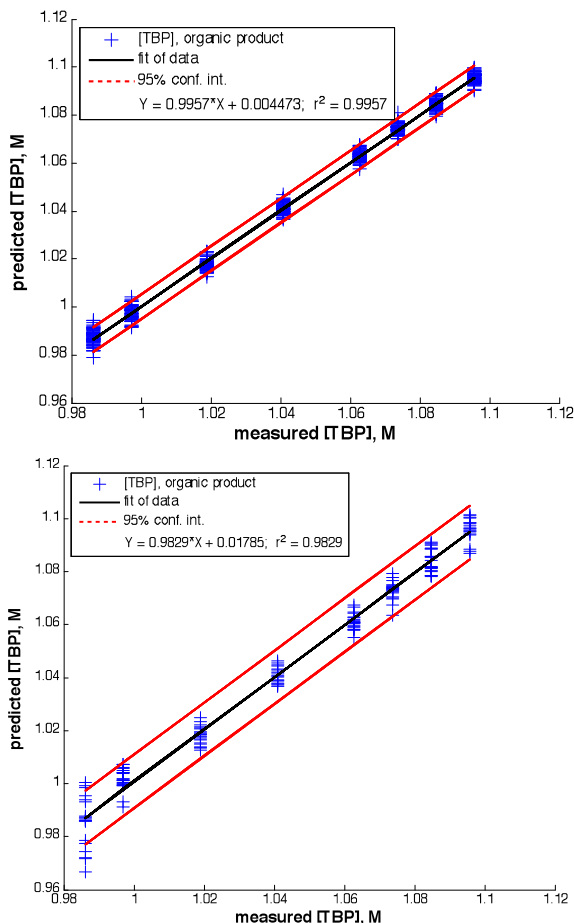 1.12
1.1
1.08
1.06
1.04
1.02
1
0.98
0.96
predicted [TBP], M
[TBP], organic product
fit of data
95% conf. int.
Y = 0.9957*X + 0.004473; r² = 0.9957
0.98 1 1.02 1.04 1.06 1.08 1.1 1.12
measured [TBP], M
1.12
1.1
1.08
1.06
1.04
1.02
1
0.98
0.96
predicted [TBP], M
[TBP], organic product
fit of data
95% conf. int.
Y = 0.9829*X + 0.01785; r² = 0.9829
0.98 1 1.02 1.04 1.06 1.08 1.1 1.12
measured [TBP], M